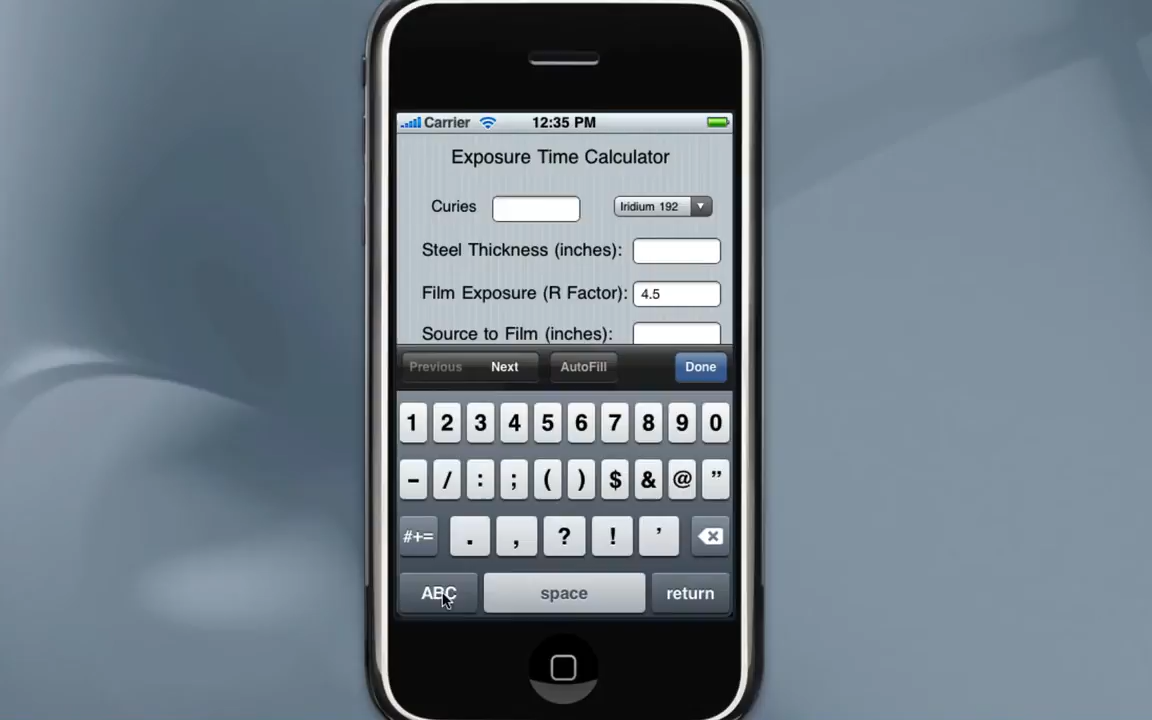 Carrier 12:35 PM
Exposure Time Calculator
Curies Iridium 192
Steel Thickness (inches):
Film Exposure (R Factor): 4.5
Source to Film (inches):
Previous Next AutoFill Done
1 2 3 4 5 6 7 8 9 0
- / : ; ( ) $ & @ ”
#+= . , ? ! ’
ABC space return